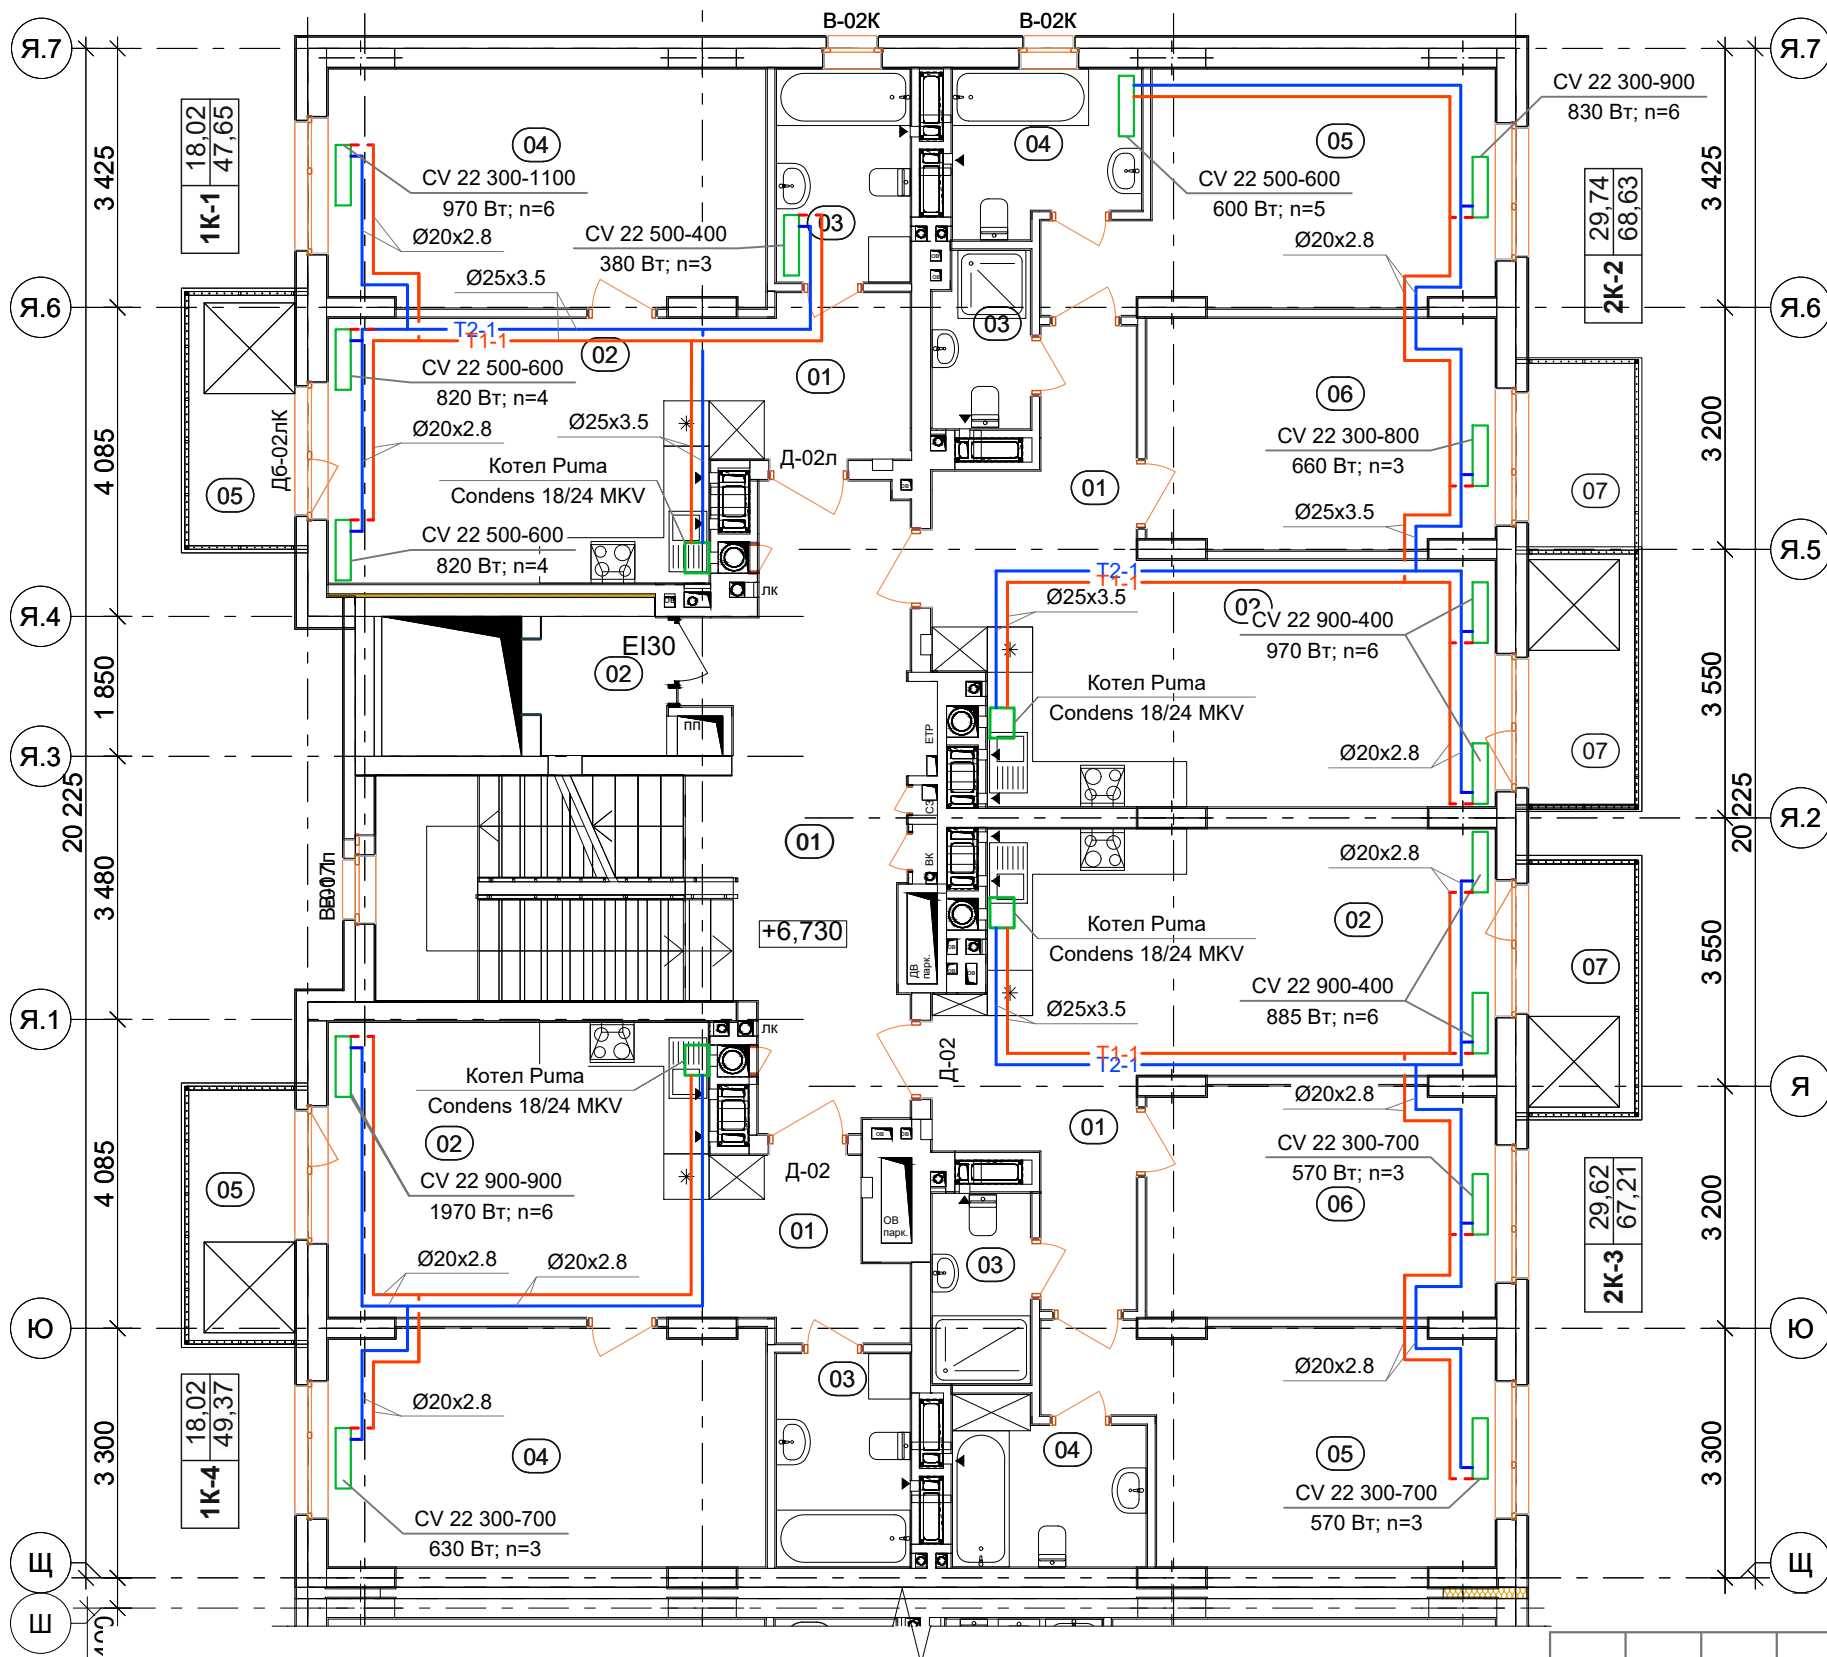 В-02К
В-02К
Я.7
Я.7
CV 22 300-900
830 Вт; n=6
18,02
47,65
1К-1
3 425
04
CV 22 300-1100
970 Вт; n=6
Ø20x2.8
03
CV 22 500-400
380 Вт; n=3
Ø25x3.5
04
CV 22 500-600
600 Вт; n=5
05
Ø20x2.8
3 425
29,74
68,63
2К-2
Я.6
Я.6
Т2-1
Т1-1
02
CV 22 500-600
820 Вт; n=4
Ø20x2.8
Ø25x3.5
01
03
06
CV 22 300-800
660 Вт; n=3
Ø25x3.5
3 200
4 085
Дб-02лК
05
Котел Puma
Condens 18/24 MKV
Д-02л
ОВ
01
07
CV 22 500-600
820 Вт; n=4
Я.5
Т2-1
Т1-1
лк
Ø25x3.5
02
CV 22 900-400
970 Вт; n=6
Я.4
EI30
02
1 850
Котел Puma
Condens 18/24 MKV
3 550
пп
ЕТР
Ø20x2.8
07
Я.3
20 225
20 225
СЗ
Я.2
01
ВК
Ø20x2.8
3 480
+6,730
02
Котел Puma
Condens 18/24 MKV
07
3 550
ДВ
парк.
CV 22 900-400
885 Вт; n=6
Ø25x3.5
Я.1
лк
Д-02
Т1-1
Т2-1
Котел Puma
Condens 18/24 MKV
Я
Ø20x2.8
02
01
CV 22 300-700
570 Вт; n=3
4 085
05
CV 22 900-900
1970 Вт; n=6
Д-02
01
ОВ
парк.
06
3 200
29,62
67,21
2К-3
Ø20x2.8
Ø20x2.8
03
Ю
Ю
Ø20x2.8
03
18,02
49,37
1К-4
Ø20x2.8
3 300
04
04
05
3 300
CV 22 300-700
630 Вт; n=3
CV 22 300-700
570 Вт; n=3
Щ
Щ
Ш